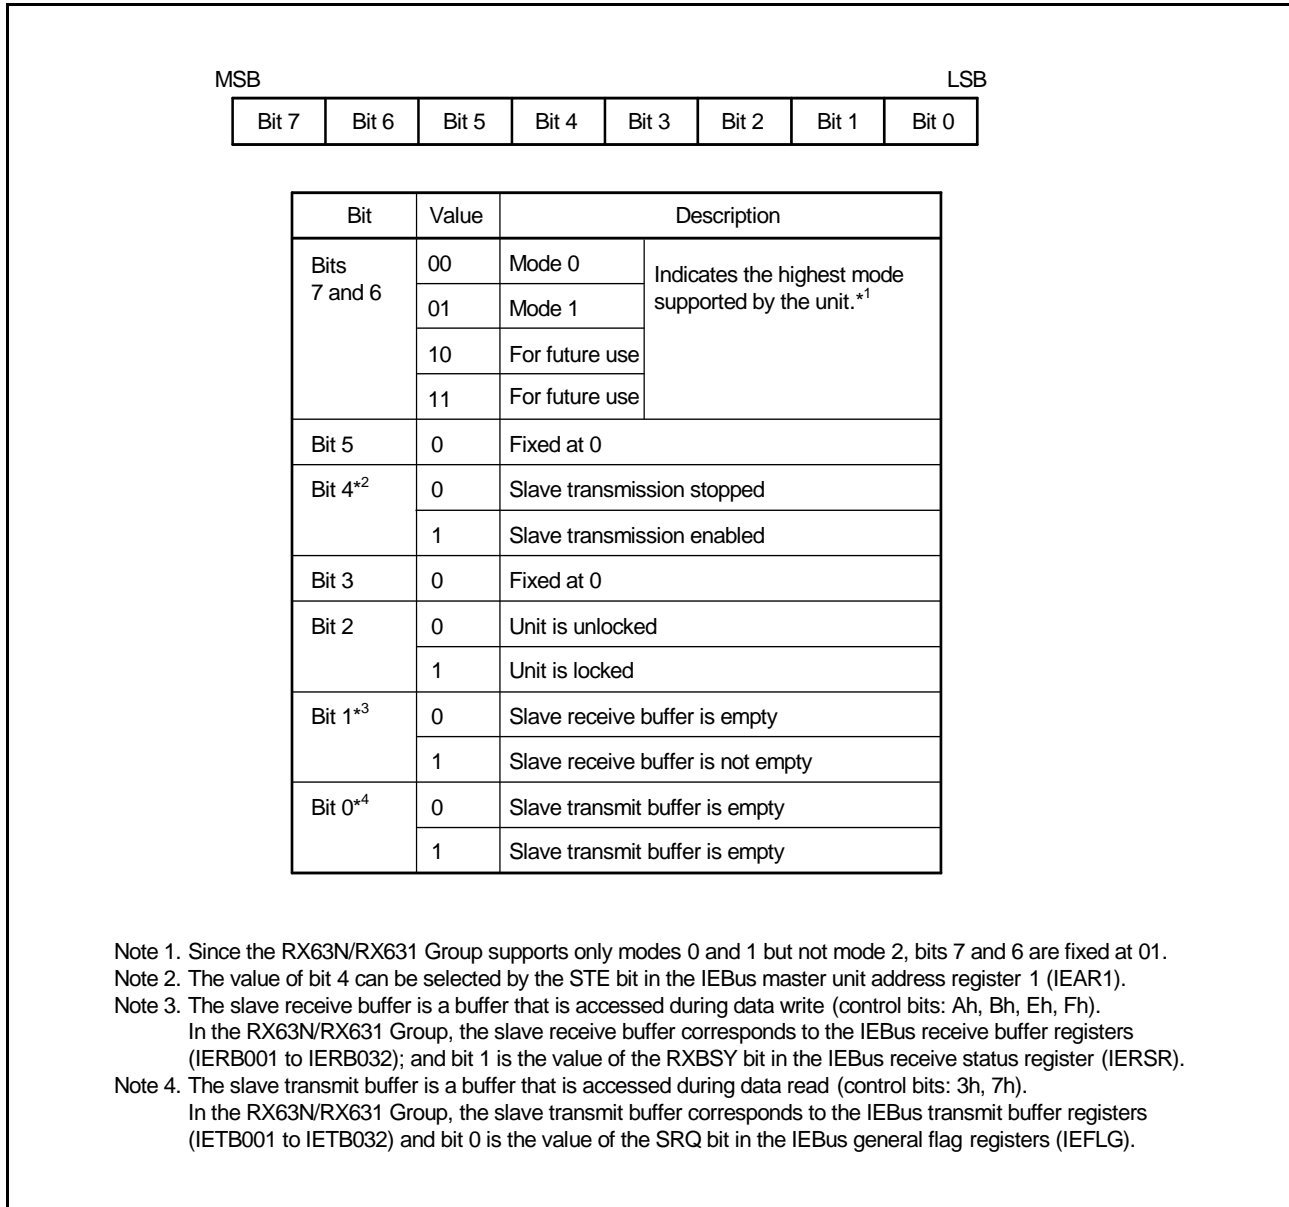 MSB LSB
Bit 7 Bit 6 Bit 5 Bit 4 Bit 3 Bit 2 Bit 1 Bit 0
Bit Value Description
Bits 7 and 6 00 Mode 0 Indicates the highest mode supported by the unit.*1
01 Mode 1
10 For future use
11 For future use
Bit 5 0 Fixed at 0
Bit 4*2 0 Slave transmission stopped
1 Slave transmission enabled
Bit 3 0 Fixed at 0
Bit 2 0 Unit is unlocked
1 Unit is locked
Bit 1*3 0 Slave receive buffer is empty
1 Slave receive buffer is not empty
Bit 0*4 0 Slave transmit buffer is empty
1 Slave transmit buffer is empty
Note 1. Since the RX63N/RX631 Group supports only modes 0 and 1 but not mode 2, bits 7 and 6 are fixed at 01.
Note 2. The value of bit 4 can be selected by the STE bit in the IEBus master unit address register 1 (IEAR1).
Note 3. The slave receive buffer is a buffer that is accessed during data write (control bits: Ah, Bh, Eh, Fh).
In the RX63N/RX631 Group, the slave receive buffer corresponds to the IEBus receive buffer registers
(IERB001 to IERB032); and bit 1 is the value of the RXBSY bit in the IEBus receive status register (IERSR).
Note 4. The slave transmit buffer is a buffer that is accessed during data read (control bits: 3h, 7h).
In the RX63N/RX631 Group, the slave transmit buffer corresponds to the IEBus transmit buffer registers
(IETB001 to IETB032) and bit 0 is the value of the SRQ bit in the IEBus general flag registers (IEFLG).